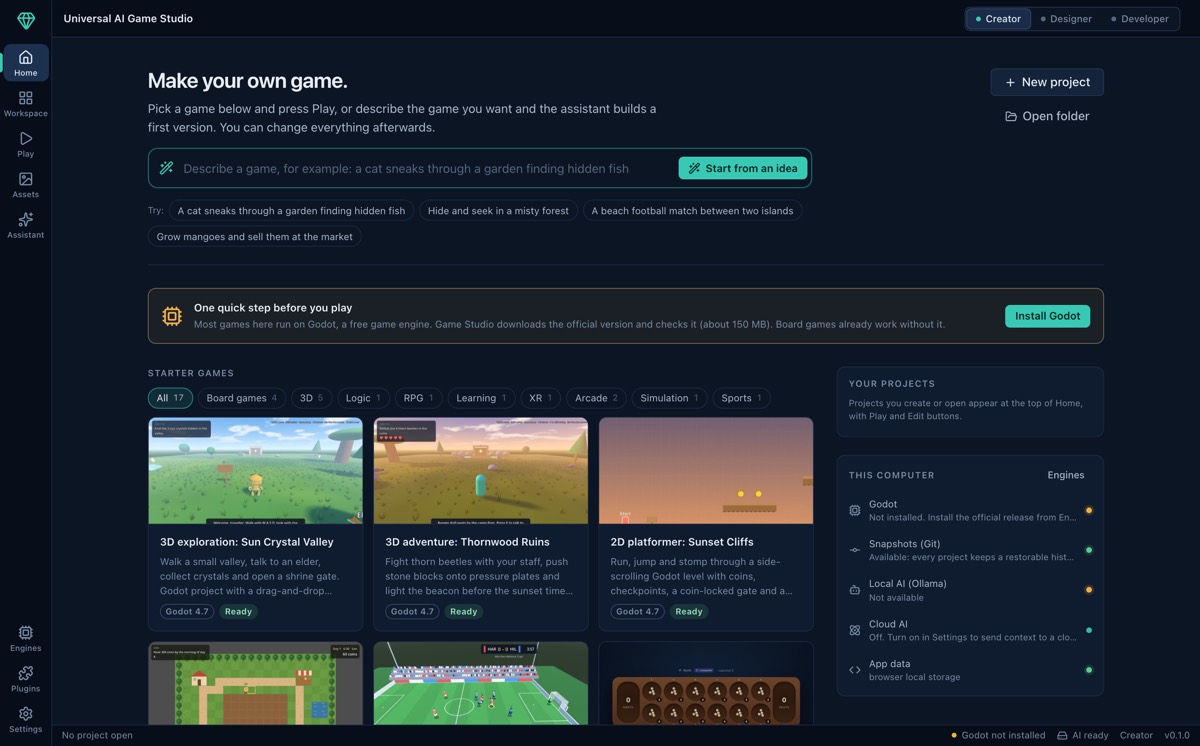 Universal AI Game Studio
Creator
Designer
Developer
Home
Workspace
Play
Assets
Assistant
Engines
Plugins
Settings
Make your own game.
Pick a game below and press Play, or describe the game you want and the assistant builds a
first version. You can change everything afterwards.
New project
Open folder
Describe a game, for example: a cat sneaks through a garden finding hidden fish
Start from an idea
Try:
A cat sneaks through a garden finding hidden fish
Hide and seek in a misty forest
A beach football match between two islands
Grow mangoes and sell them at the market
One quick step before you play
Most games here run on Godot, a free game engine. Game Studio downloads the official version and checks it (about 150 MB). Board games already work without it.
Install Godot
STARTER GAMES
All 17
Board games 4
3D 5
Logic 1
RPG 1
Learning 1
XR 1
Arcade 2
Simulation 1
Sports 1
3D exploration: Sun Crystal Valley
Walk a small valley, talk to an elder,
collect crystals and open a shrine gate.
Godot project with a drag-and-drop...
Godot 4.7
Ready
3D adventure: Thornwood Ruins
Fight thorn beetles with your staff, push
stone blocks onto pressure plates and
light the beacon before the sunset time...
Godot 4.7
Ready
Start
2D platformer: Sunset Cliffs
Run, jump and stomp through a side-
scrolling Godot level with coins,
checkpoints, a coin-locked gate and a...
Godot 4.7
Ready
YOUR PROJECTS
Projects you create or open appear at the top of Home,
with Play and Edit buttons.
THIS COMPUTER
Engines
Godot
Not installed. Install the official release from En...
Snapshots (Git)
Available: every project keeps a restorable hist...
Local AI (Ollama)
Not available
Cloud AI
Off. Turn on in Settings to send context to a clo...
App data
browser local storage
No project open
Godot not installed
AI ready
Creator
v0.1.0